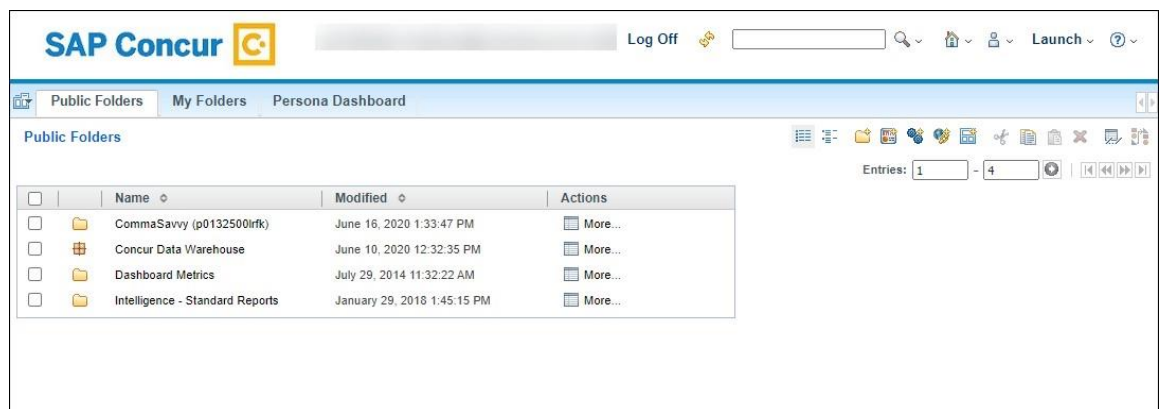 SAP Concur C Log Off Launch ?
Public Folders My Folders Persona Dashboard
Public Folders
Entries: 1 - 4
Name Modified Actions
CommaSavvy (p0132500lrfk) June 16, 2020 1:33:47 PM More...
Concur Data Warehouse June 10, 2020 12:32:35 PM More...
Dashboard Metrics July 29, 2014 11:32:22 AM More...
Intelligence - Standard Reports January 29, 2018 1:45:15 PM More...